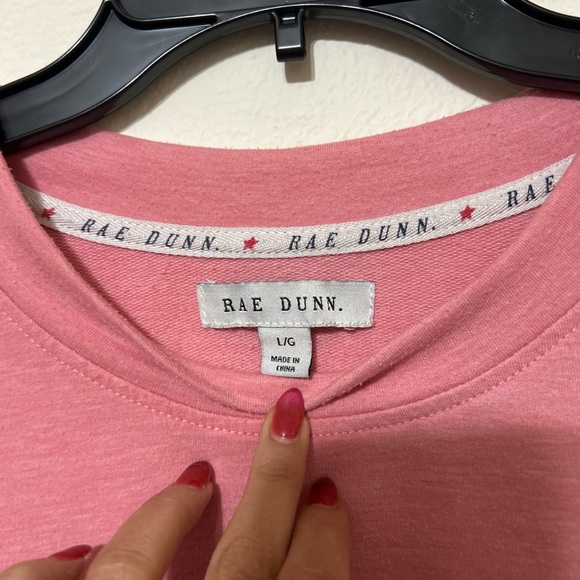 RAE DUNN. ★ RAE DUNN. ★ RAE
RAE DUNN.
L/G
MADE IN
CHINA